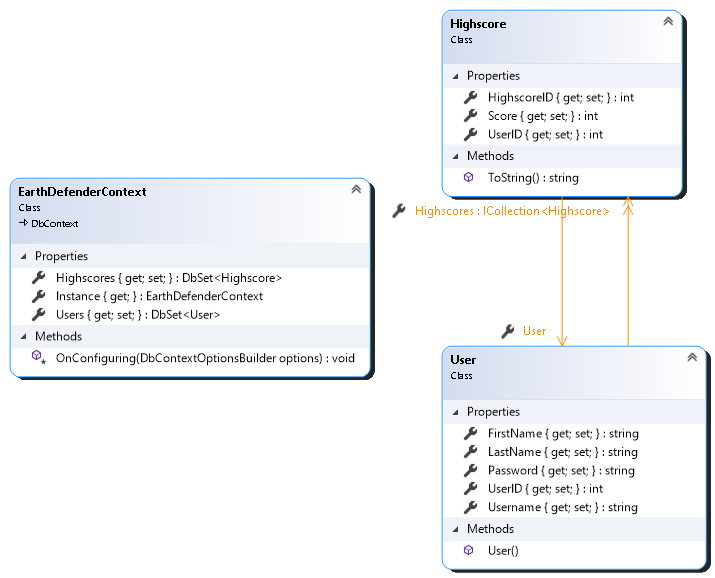 Highscore
Class
Properties
HighscoreID { get; set; } : int
Score { get; set; } : int
UserID { get; set; } : int
Methods
ToString() : string
EarthDefenderContext
Class
DbContext
Properties
Highscores { get; set; } : DbSet<Highscore>
Instance { get; } : EarthDefenderContext
Users { get; set; } : DbSet<User>
Methods
OnConfiguring(DbContextOptionsBuilder options) : void
Highscores : ICollection<Highscore>
User
User
Class
Properties
FirstName { get; set; } : string
LastName { get; set; } : string
Password { get; set; } : string
UserID { get; set; } : int
Username { get; set; } : string
Methods
User()